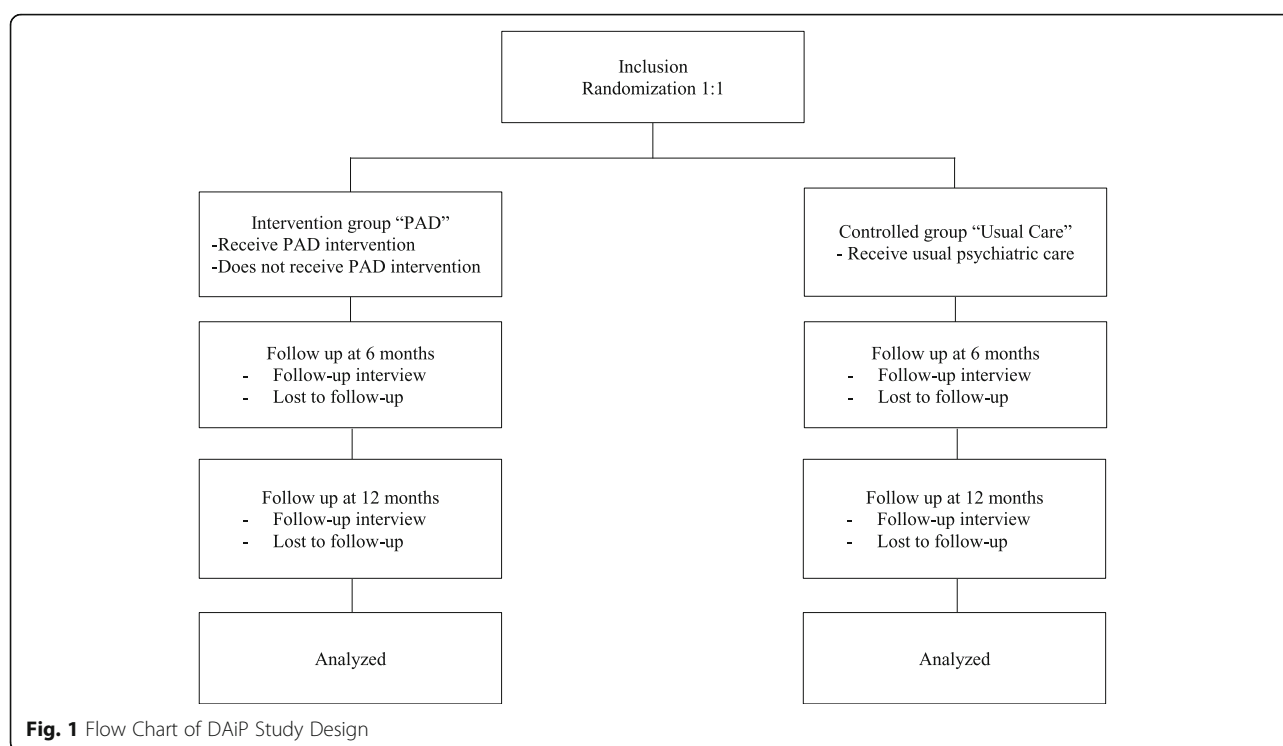 Inclusion
Randomization 1:1
Intervention group “PAD”
-Receive PAD intervention
-Does not receive PAD intervention
Controlled group “Usual Care”
- Receive usual psychiatric care
Follow up at 6 months
- Follow-up interview
- Lost to follow-up
Follow up at 6 months
- Follow-up interview
- Lost to follow-up
Follow up at 12 months
- Follow-up interview
- Lost to follow-up
Follow up at 12 months
- Follow-up interview
- Lost to follow-up
Analyzed
Analyzed
Fig. 1 Flow Chart of DAiP Study Design